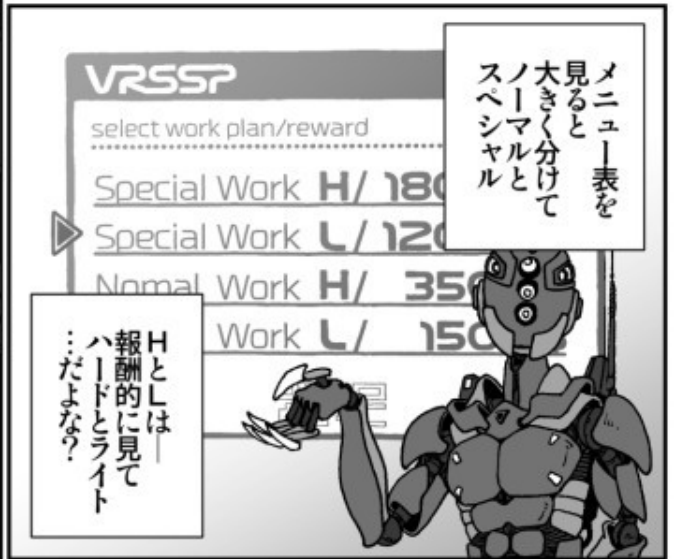 メニュー表を
見ると
大きく分けて
ノーマルと
スペシャル
VRSSP
select work plan/reward
Special Work H/ 180
Special Work L/ 120
Nomal Work H/ 350
Work L/ 150
HとLは―
報酬的に見て
ハードとライト
…だよな?